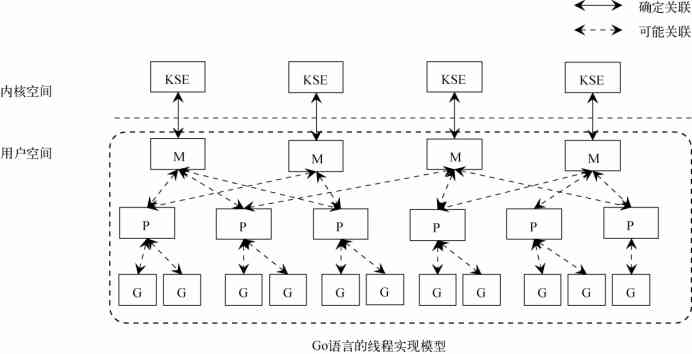 确定关联
可能关联
KSE KSE KSE KSE
内核空间
用户空间
M M M M
P P P P P P
G G G G G G G G G G G
Go语言的线程实现模型